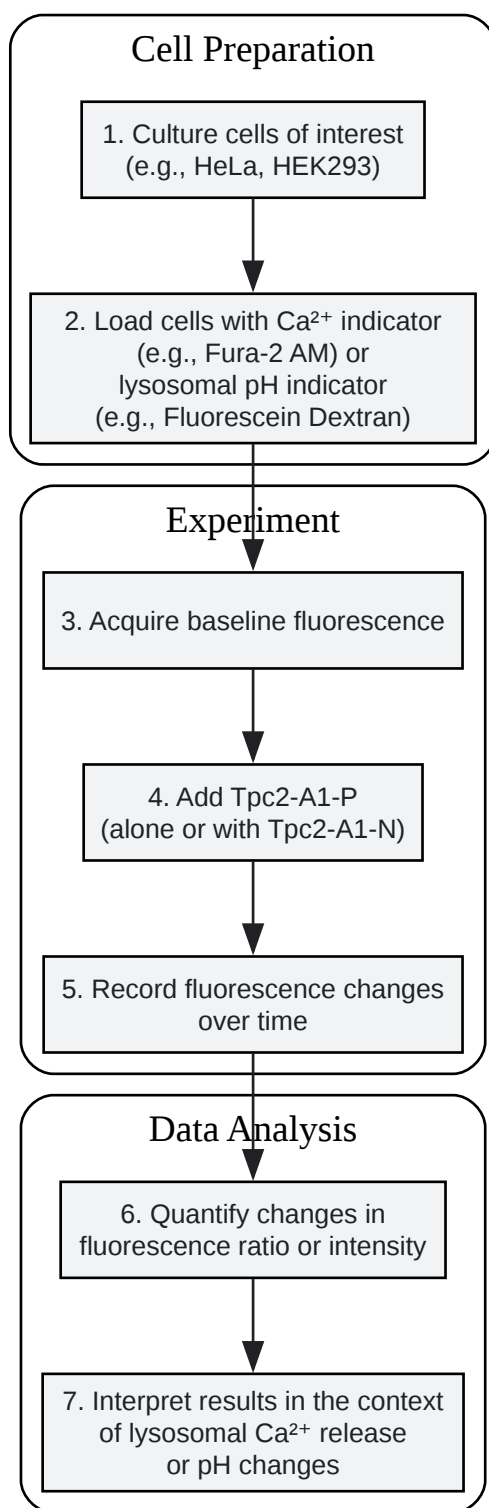 Cell Preparation
1. Culture cells of interest
(e.g., HeLa, HEK293)
2. Load cells with Ca²⁺ indicator
(e.g., Fura-2 AM) or
lysosomal pH indicator
(e.g., Fluorescein Dextran)
Experiment
3. Acquire baseline fluorescence
4. Add Tpc2-A1-P
(alone or with Tpc2-A1-N)
5. Record fluorescence changes
over time
Data Analysis
6. Quantify changes in
fluorescence ratio or intensity
7. Interpret results in the context
of lysosomal Ca²⁺ release
or pH changes